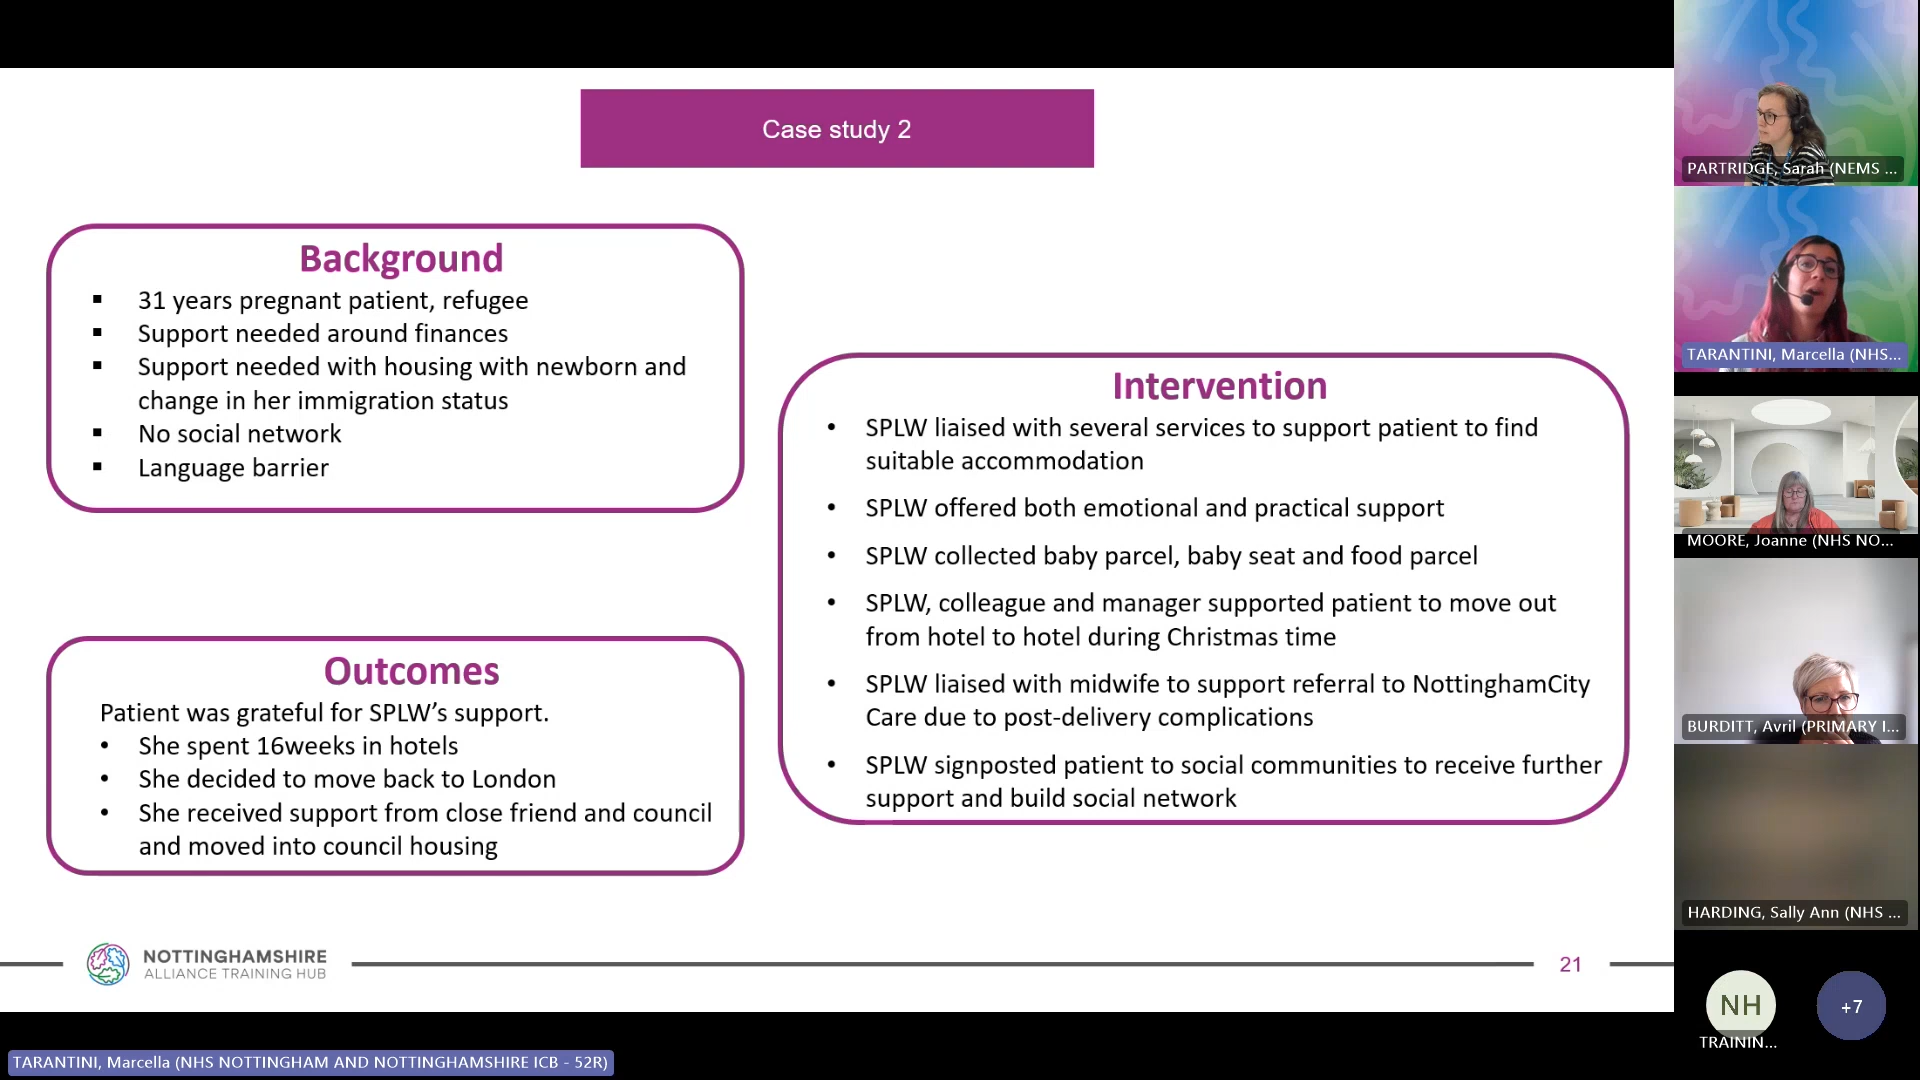 Case study 2
Background
▪ 31 years pregnant patient, refugee
▪ Support needed around finances
▪ Support needed with housing with newborn and
change in her immigration status
▪ No social network
▪ Language barrier
Outcomes
Patient was grateful for SPLW’s support.
• She spent 16weeks in hotels
• She decided to move back to London
• She received support from close friend and council
and moved into council housing
Intervention
• SPLW liaised with several services to support patient to find
suitable accommodation
• SPLW offered both emotional and practical support
• SPLW collected baby parcel, baby seat and food parcel
• SPLW, colleague and manager supported patient to move out
from hotel to hotel during Christmas time
• SPLW liaised with midwife to support referral to NottinghamCity
Care due to post-delivery complications
• SPLW signposted patient to social communities to receive further
support and build social network
NOTTINGHAMSHIRE
ALLIANCE TRAINING HUB
21
PARTRIDGE, Sarah (NEMS ...
TARANTINI, Marcella (NHS...
MOORE, Joanne (NHS NO...
BURDITT, Avril (PRIMARY I...
HARDING, Sally Ann (NHS ...
NH
TRAININ...
+7
TARANTINI, Marcella (NHS NOTTINGHAM AND NOTTINGHAMSHIRE ICB - 52R)